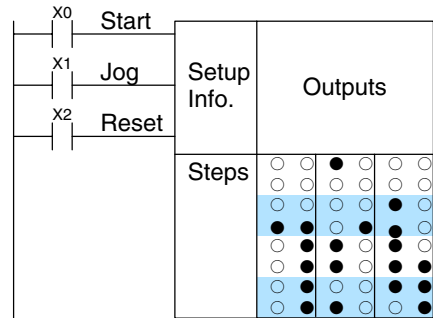 X0 Start
X1 Jog
X2 Reset
Setup
Info.
Outputs
Steps